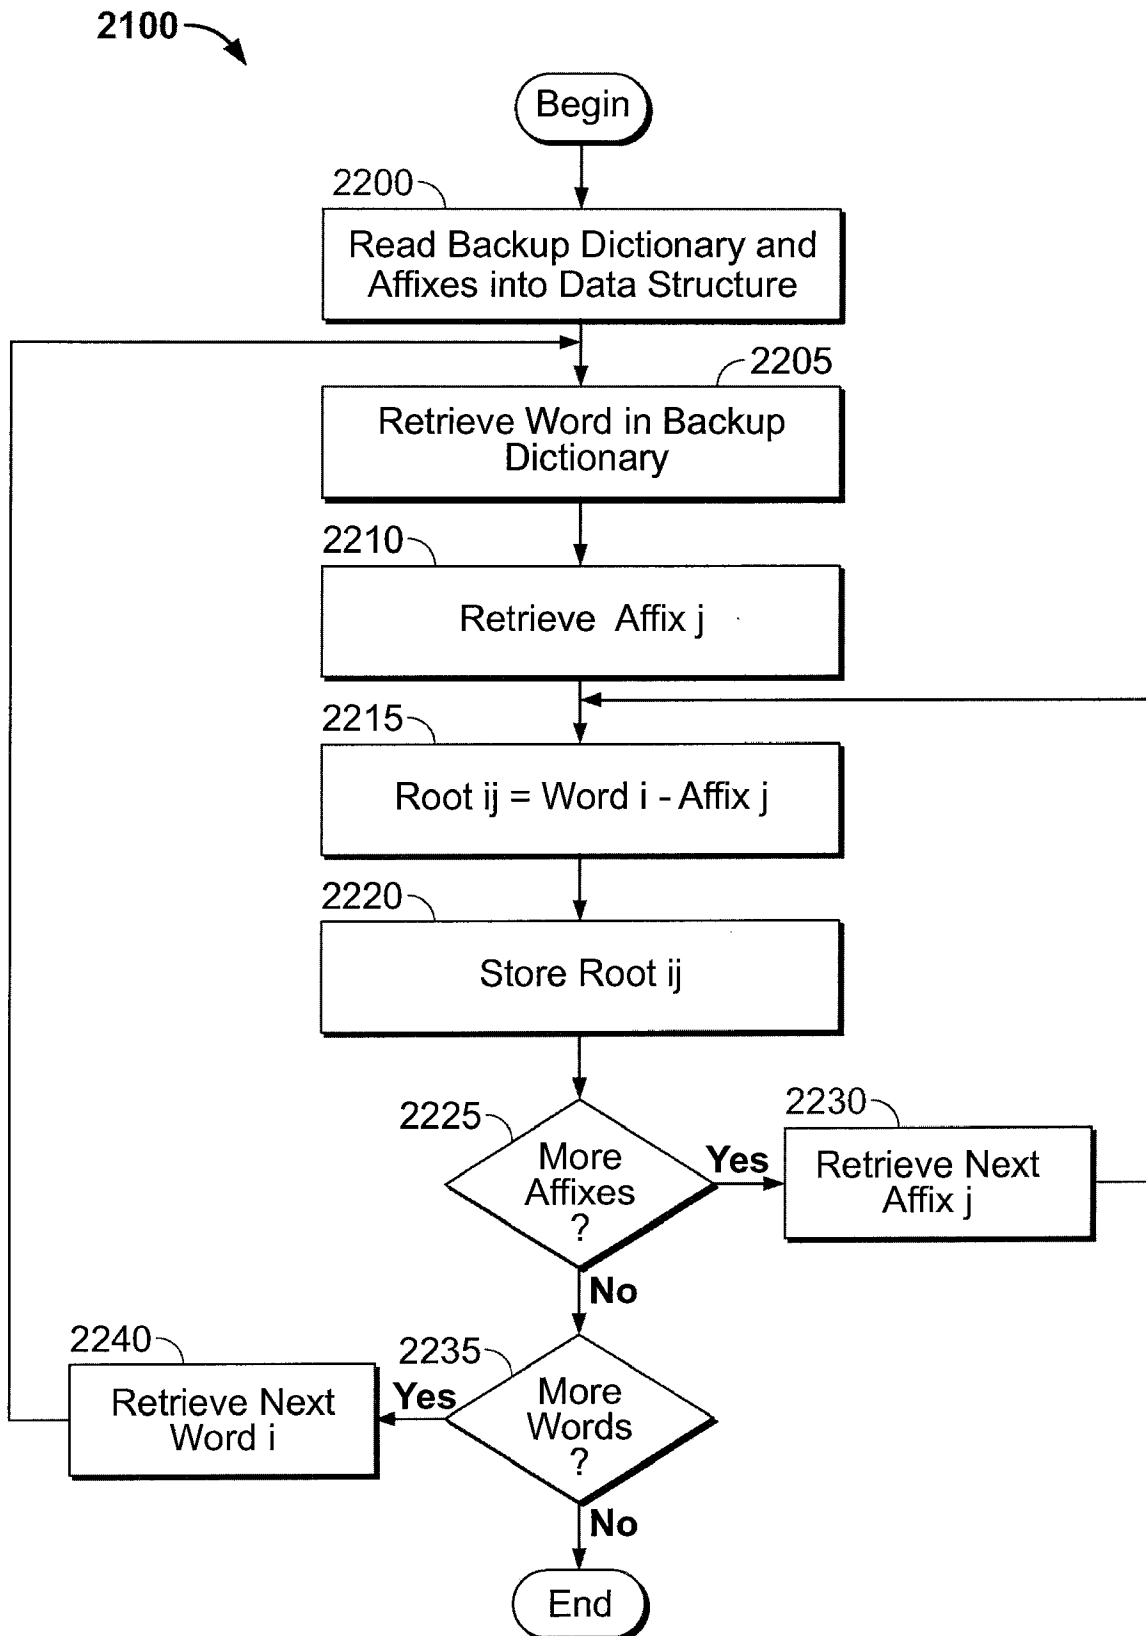 2100
Begin
2200
Read Backup Dictionary and
Affixes into Data Structure
2205
Retrieve Word in Backup
Dictionary
2210
Retrieve Affix j
2215
Root ij = Word i - Affix j
2220
Store Root ij
2225
More
Affixes
?
Yes
2230
Retrieve Next
Affix j
No
2235
More
Words
?
Yes
2240
Retrieve Next
Word i
No
End